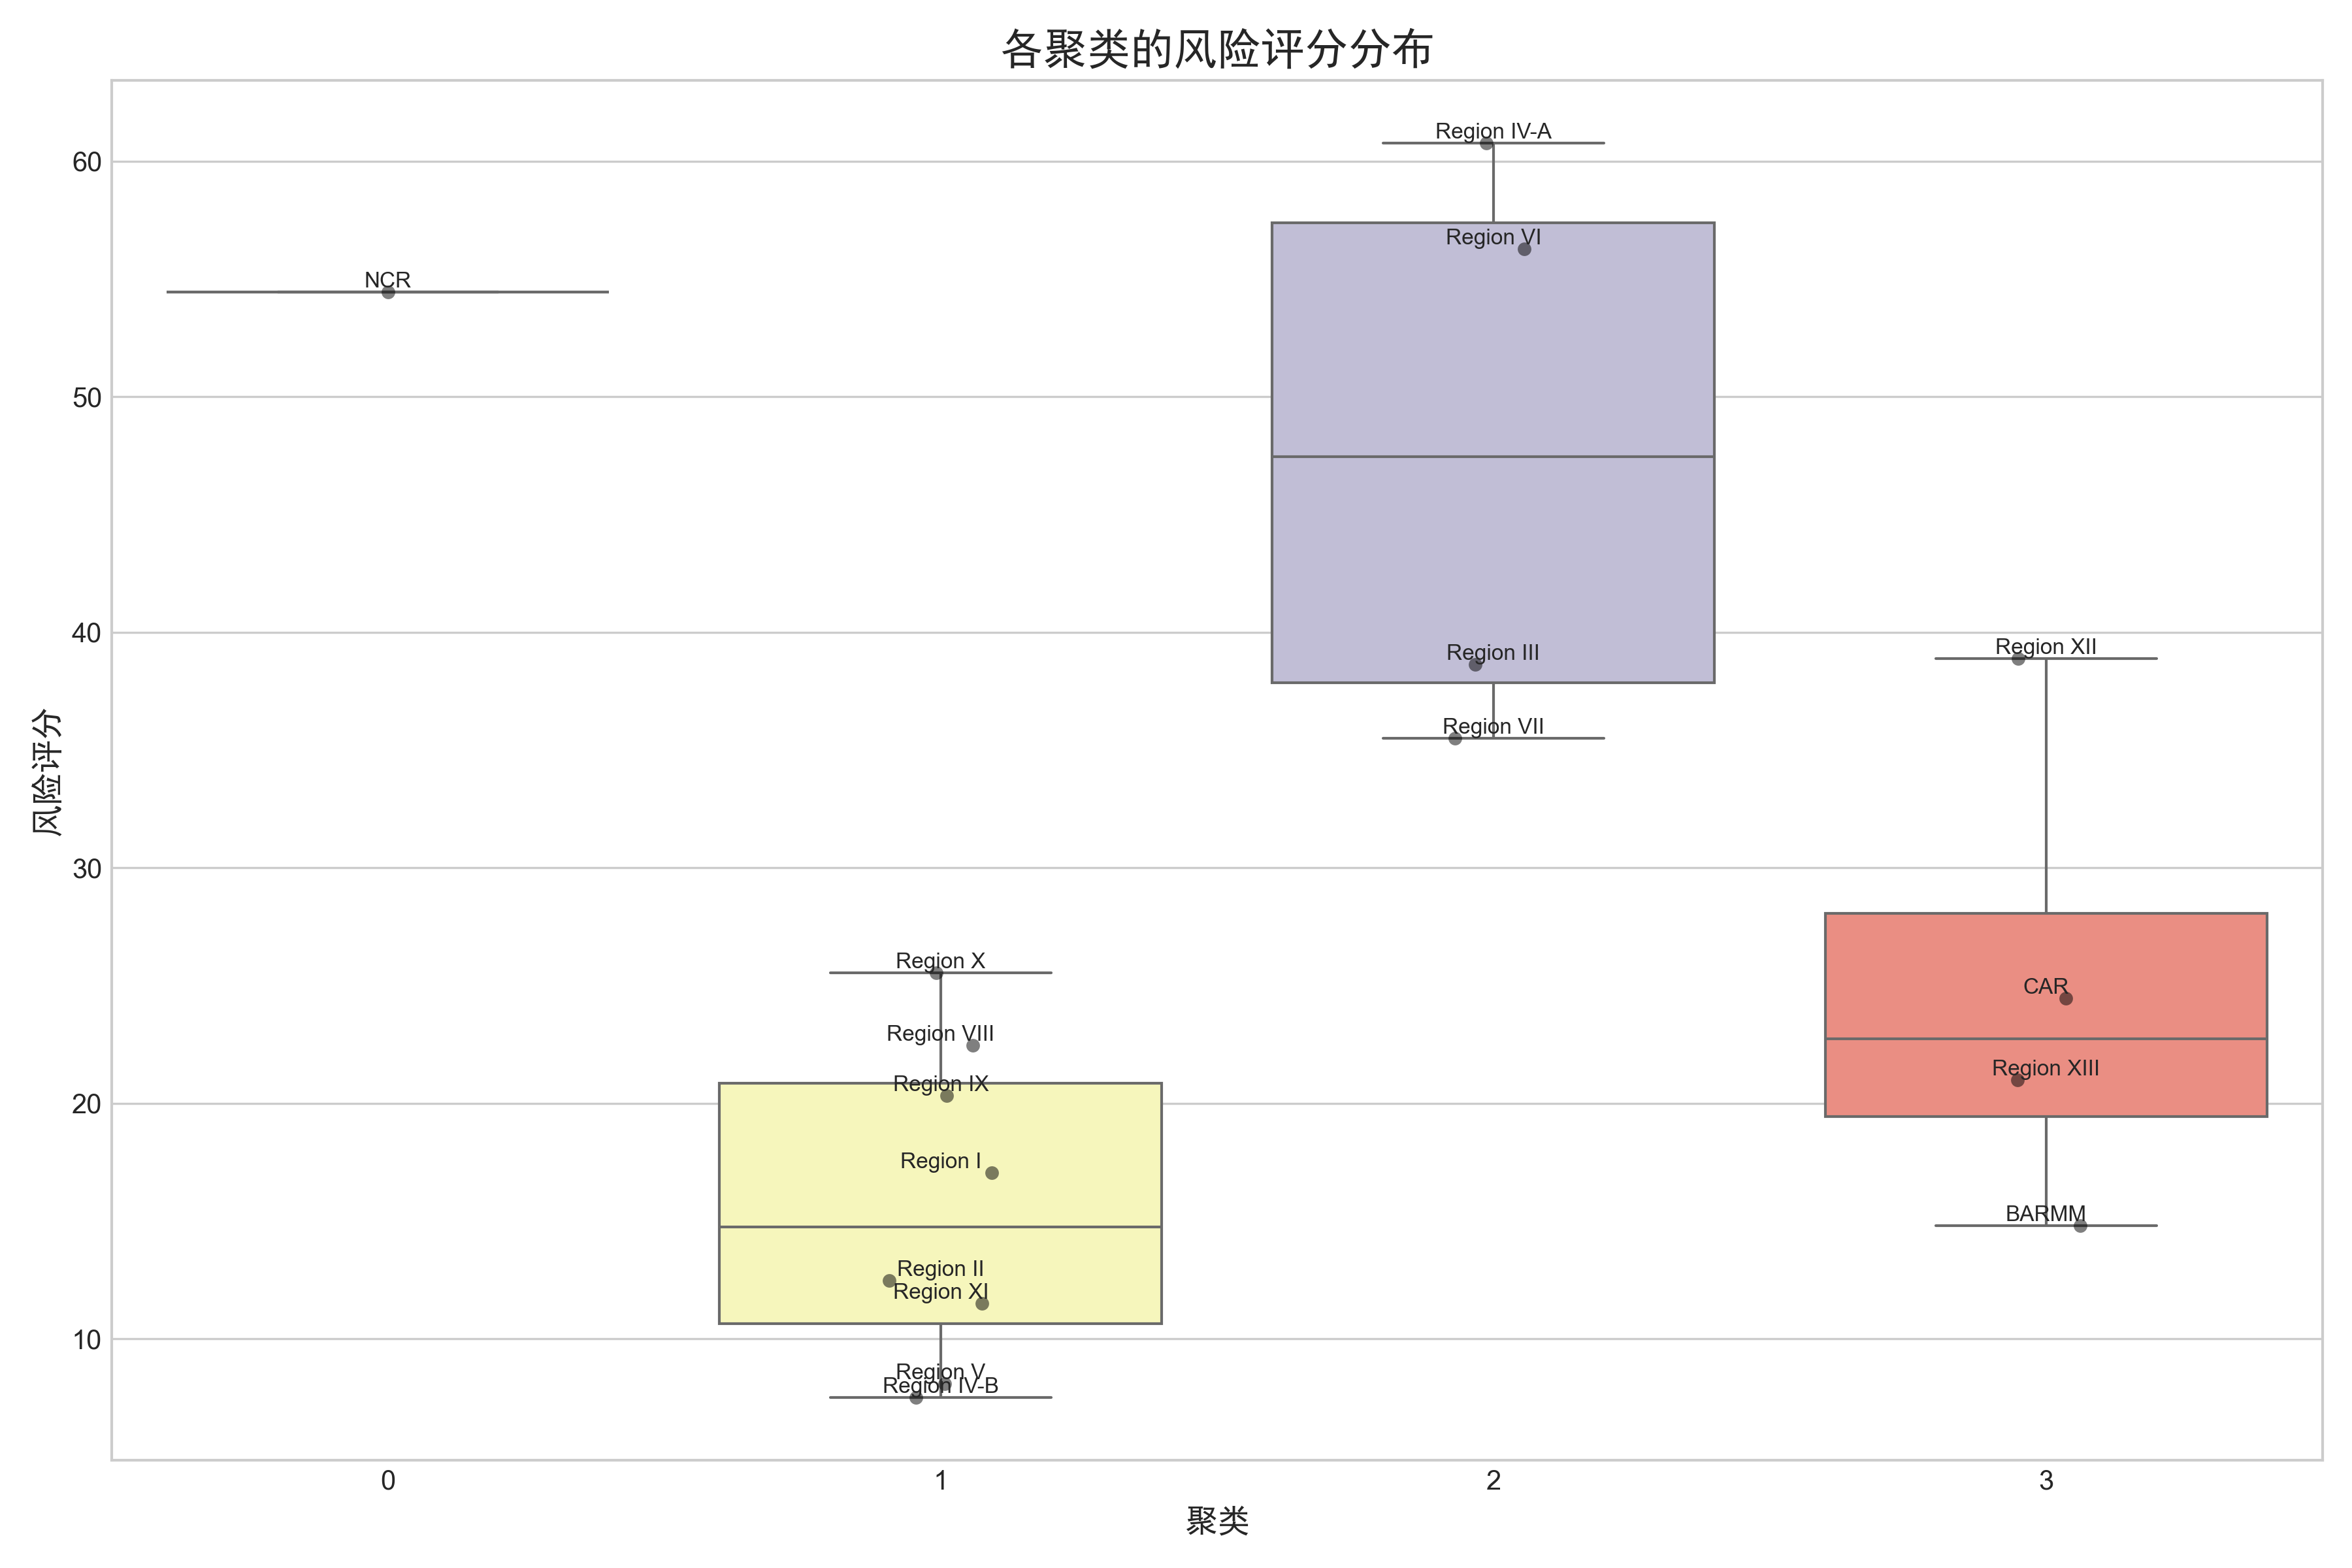 各聚类的风险评分分布
风险评分
60
50
40
30
20
10
NCR
Region X
Region VIII
Region IX
Region I
Region II
Region XI
Region V
Region IV-B
Region IV-A
Region VI
Region III
Region VII
Region XII
CAR
Region XIII
BARMM
0
1
2
3
聚类